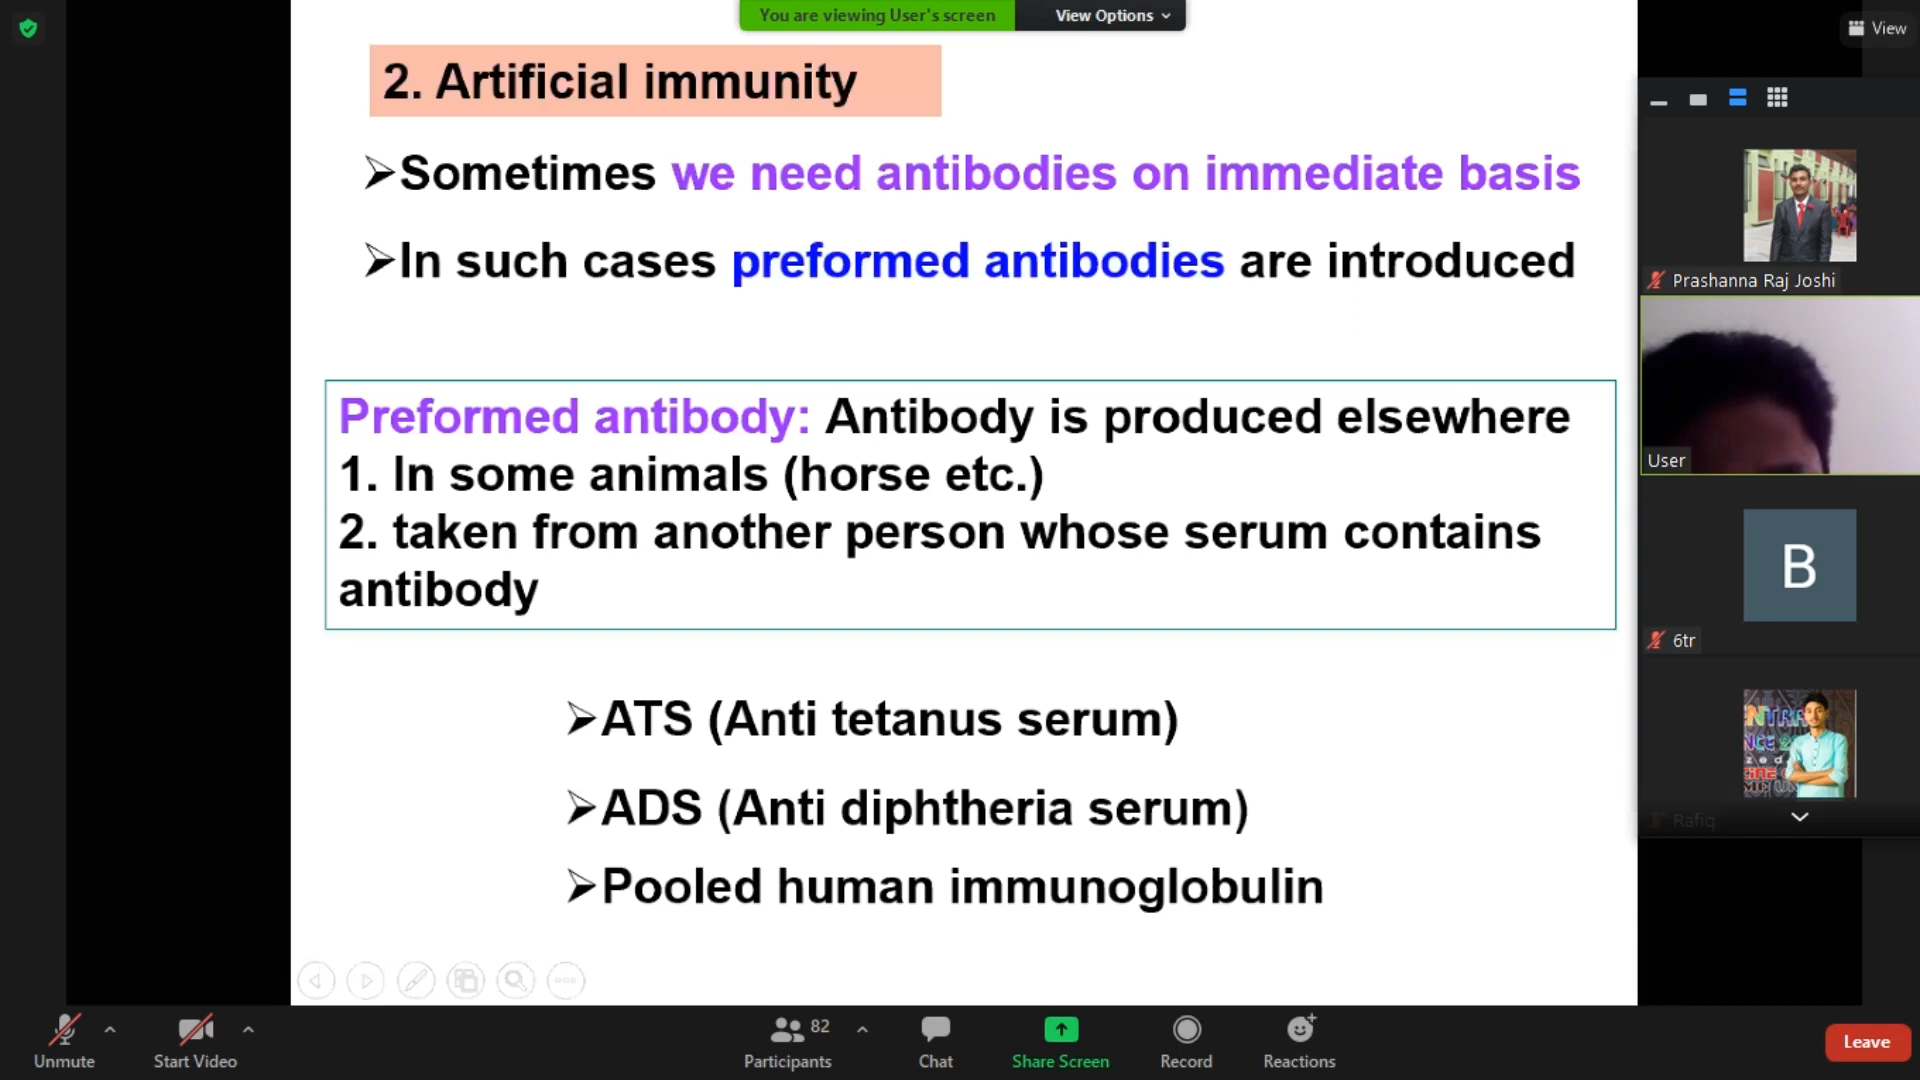 You are viewing User's screen
View Options
View
2. Artificial immunity
➢Sometimes we need antibodies on immediate basis
➢In such cases preformed antibodies are introduced
Preformed antibody: Antibody is produced elsewhere
1. In some animals (horse etc.)
2. taken from another person whose serum contains
antibody
➢ATS (Anti tetanus serum)
➢ADS (Anti diphtheria serum)
➢Pooled human immunoglobulin
Prashanna Raj Joshi
User
B
6tr
Rafiq
Unmute
Start Video
82
Participants
Chat
Share Screen
Record
Reactions
Leave